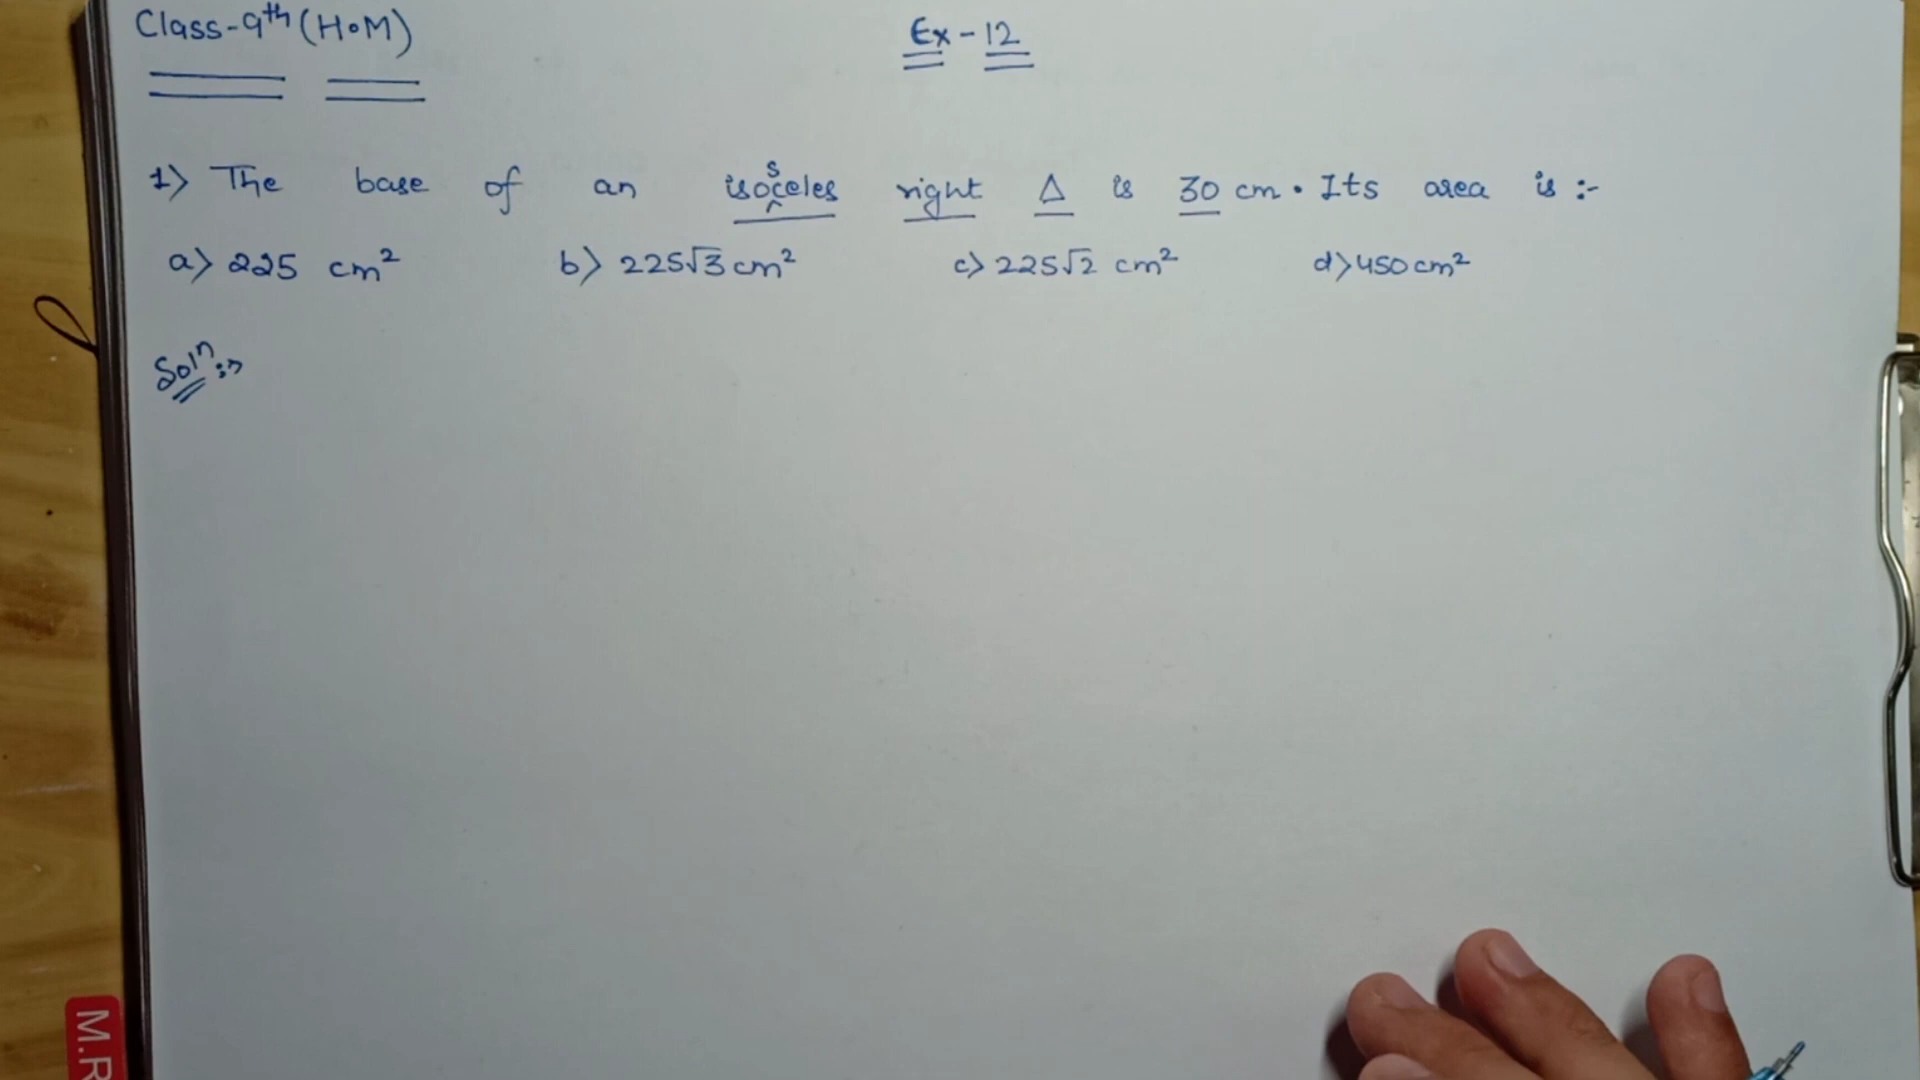 Class-9th (H.M)
Ex-12
1) The base of an isosceles right Δ is 30 cm. Its area is :-
a) 225 cm² b) 225√3 cm² c) 225√2 cm² d) 450 cm²
Solⁿ :→
M.R